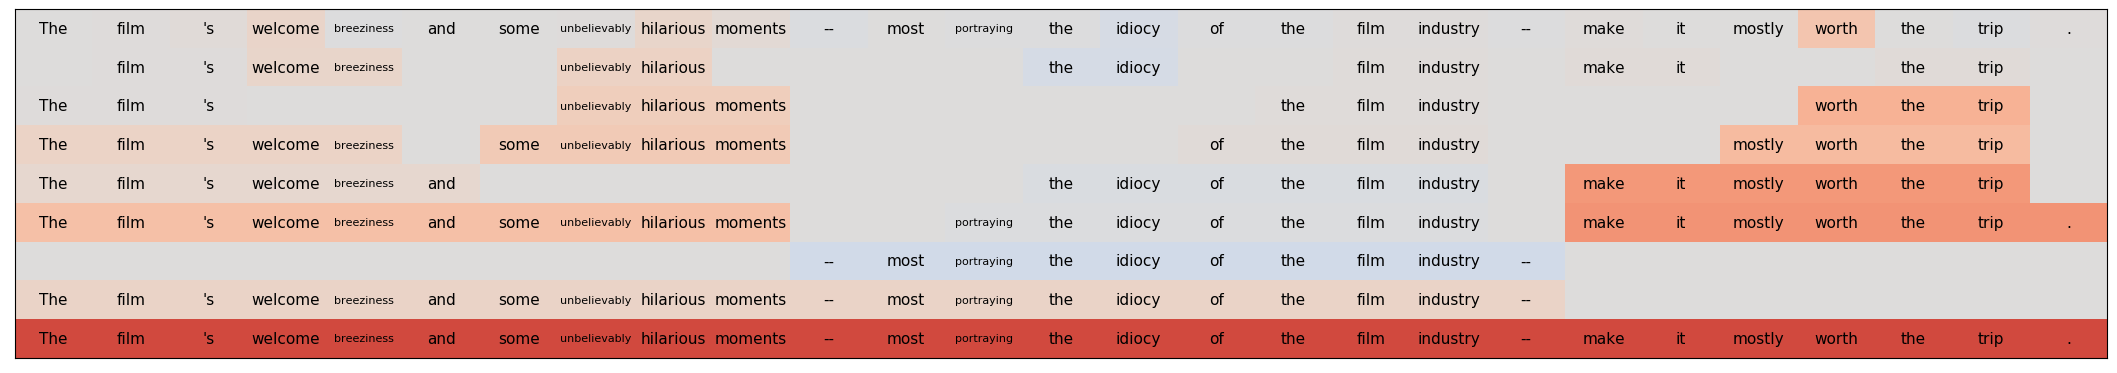 The film 's welcome breeziness and some unbelievably hilarious moments -- most portraying the idiocy of the film industry -- make it mostly worth the trip .
film 's welcome breeziness unbelievably hilarious the idiocy film industry make it the trip
The film 's unbelievably hilarious moments the film industry worth the trip
The film 's welcome breeziness some unbelievably hilarious moments of the film industry mostly worth the trip
The film 's welcome breeziness and the idiocy of the film industry make it mostly worth the trip
The film 's welcome breeziness and some unbelievably hilarious moments portraying the idiocy of the film industry make it mostly worth the trip .
-- most portraying the idiocy of the film industry --
The film 's welcome breeziness and some unbelievably hilarious moments -- most portraying the idiocy of the film industry --
The film 's welcome breeziness and some unbelievably hilarious moments -- most portraying the idiocy of the film industry -- make it mostly worth the trip .